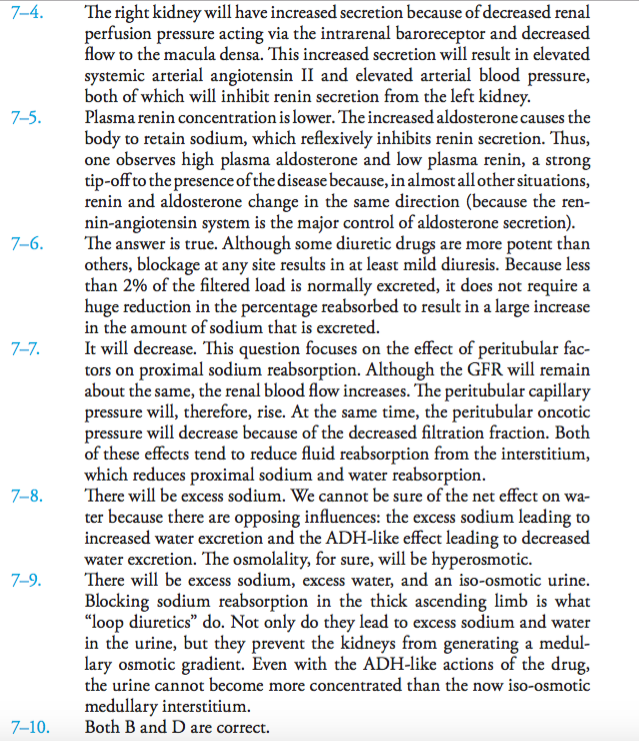 7–4. The right kidney will have increased secretion because of decreased renal
perfusion pressure acting via the intrarenal baroreceptor and decreased
flow to the macula densa. This increased secretion will result in elevated
systemic arterial angiotensin II and elevated arterial blood pressure,
both of which will inhibit renin secretion from the left kidney.
7–5. Plasma renin concentration is lower. The increased aldosterone causes the
body to retain sodium, which reflexively inhibits renin secretion. Thus,
one observes high plasma aldosterone and low plasma renin, a strong
tip-off to the presence of the disease because, in almost all other situations,
renin and aldosterone change in the same direction (because the ren-
nin-angiotensin system is the major control of aldosterone secretion).
7–6. The answer is true. Although some diuretic drugs are more potent than
others, blockage at any site results in at least mild diuresis. Because less
than 2% of the filtered load is normally excreted, it does not require a
huge reduction in the percentage reabsorbed to result in a large increase
in the amount of sodium that is excreted.
7–7. It will decrease. This question focuses on the effect of peritubular fac-
tors on proximal sodium reabsorption. Although the GFR will remain
about the same, the renal blood flow increases. The peritubular capillary
pressure will, therefore, rise. At the same time, the peritubular oncotic
pressure will decrease because of the decreased filtration fraction. Both
of these effects tend to reduce fluid reabsorption from the interstitium,
which reduces proximal sodium and water reabsorption.
7–8. There will be excess sodium. We cannot be sure of the net effect on wa-
ter because there are opposing influences: the excess sodium leading to
increased water excretion and the ADH-like effect leading to decreased
water excretion. The osmolality, for sure, will be hyperosmotic.
7–9. There will be excess sodium, excess water, and an iso-osmotic urine.
Blocking sodium reabsorption in the thick ascending limb is what
“loop diuretics” do. Not only do they lead to excess sodium and water
in the urine, but they prevent the kidneys from generating a medul-
lary osmotic gradient. Even with the ADH-like actions of the drug,
the urine cannot become more concentrated than the now iso-osmotic
medullary interstitium.
7–10. Both B and D are correct.